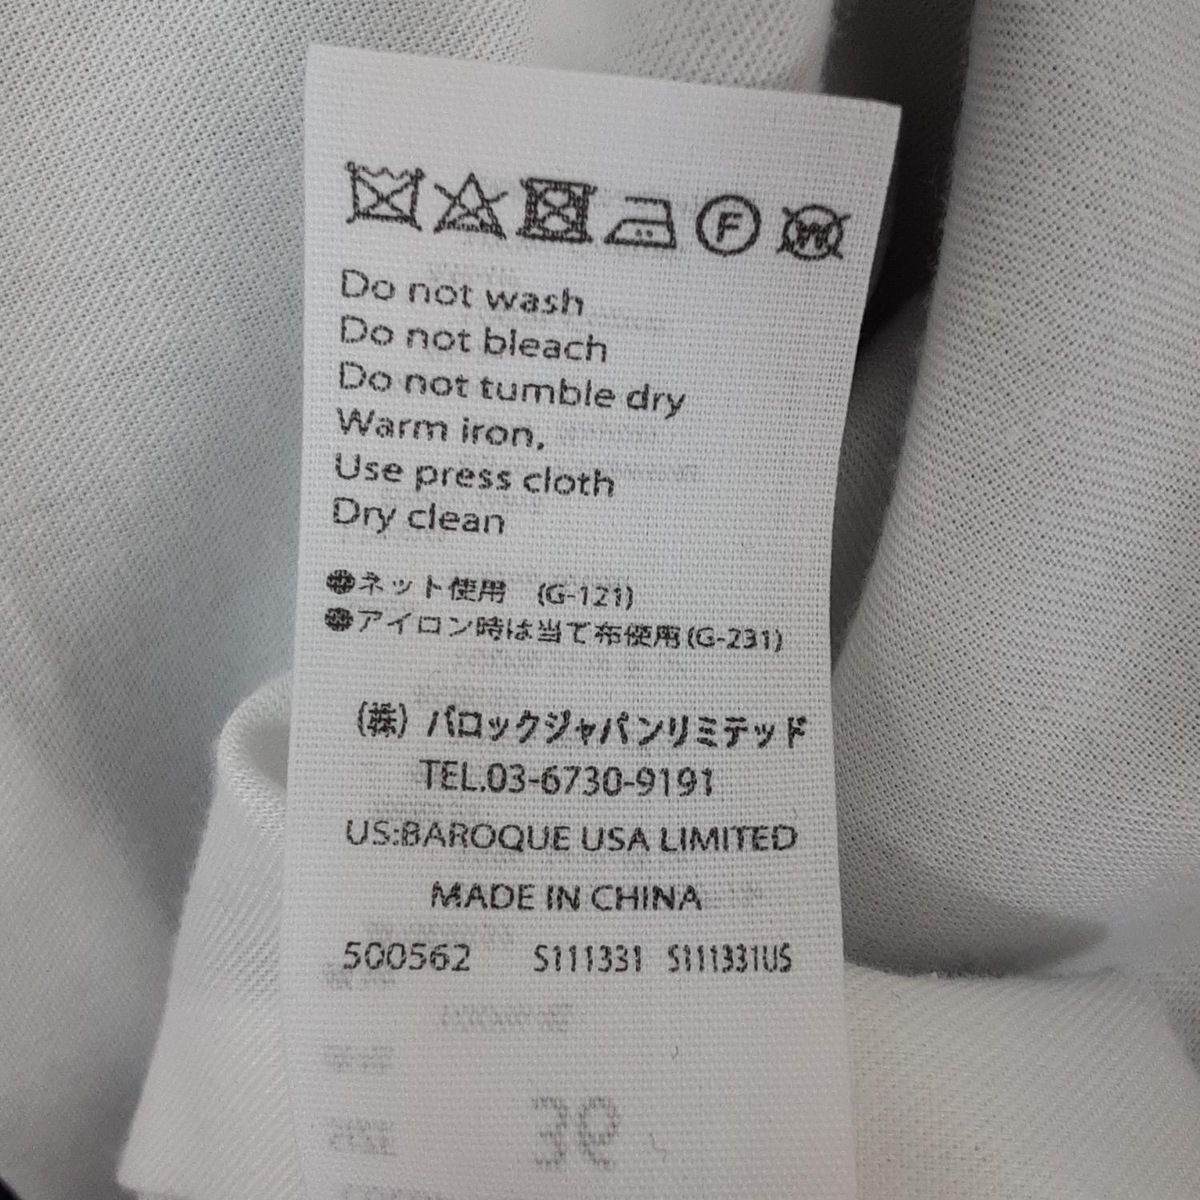 F W
Do not wash
Do not bleach
Do not tumble dry
Warm iron,
Use press cloth
Dry clean
●ネット使用 (G-121)
●アイロン時は当て布使用(G-231)
(株) バロックジャパンリミテッド
TEL.03-6730-9191
US:BAROQUE USA LIMITED
MADE IN CHINA
500562 S111331 S111331US